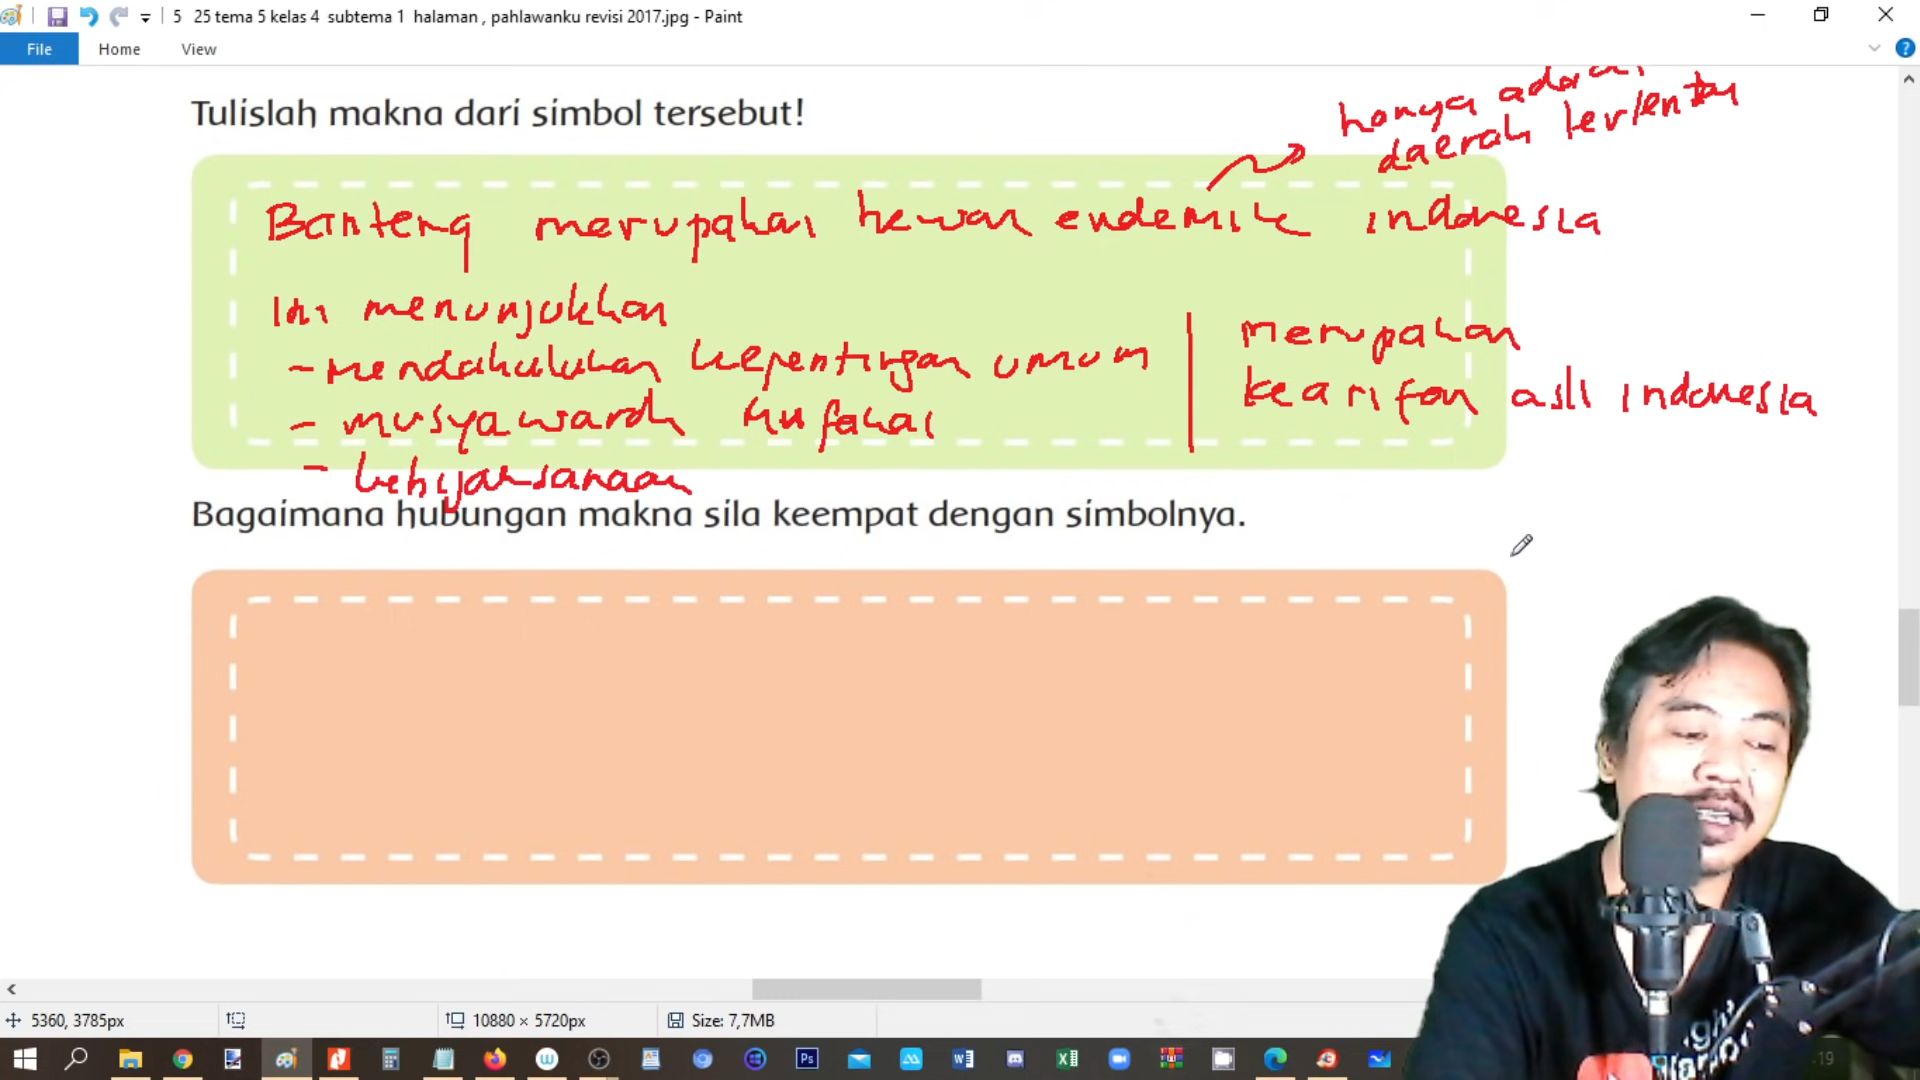 5 25 tema 5 kelas 4 subtema 1 halaman , pahlawanku revisi 2017.jpg - Paint
File Home View
Tulislah makna dari simbol tersebut!
hanya ada di
daerah tertentu
Banteng merupakan hewan endemik indonesia
Ini menunjukkan
- mendahulukan kepentingan umum
- musyawarah mufakat
- kebijaksanaan
merupakan
kearifan asli indonesia
Bagaimana hubungan makna sila keempat dengan simbolnya.
5360, 3785px
10880 × 5720px
Size: 7,7MB